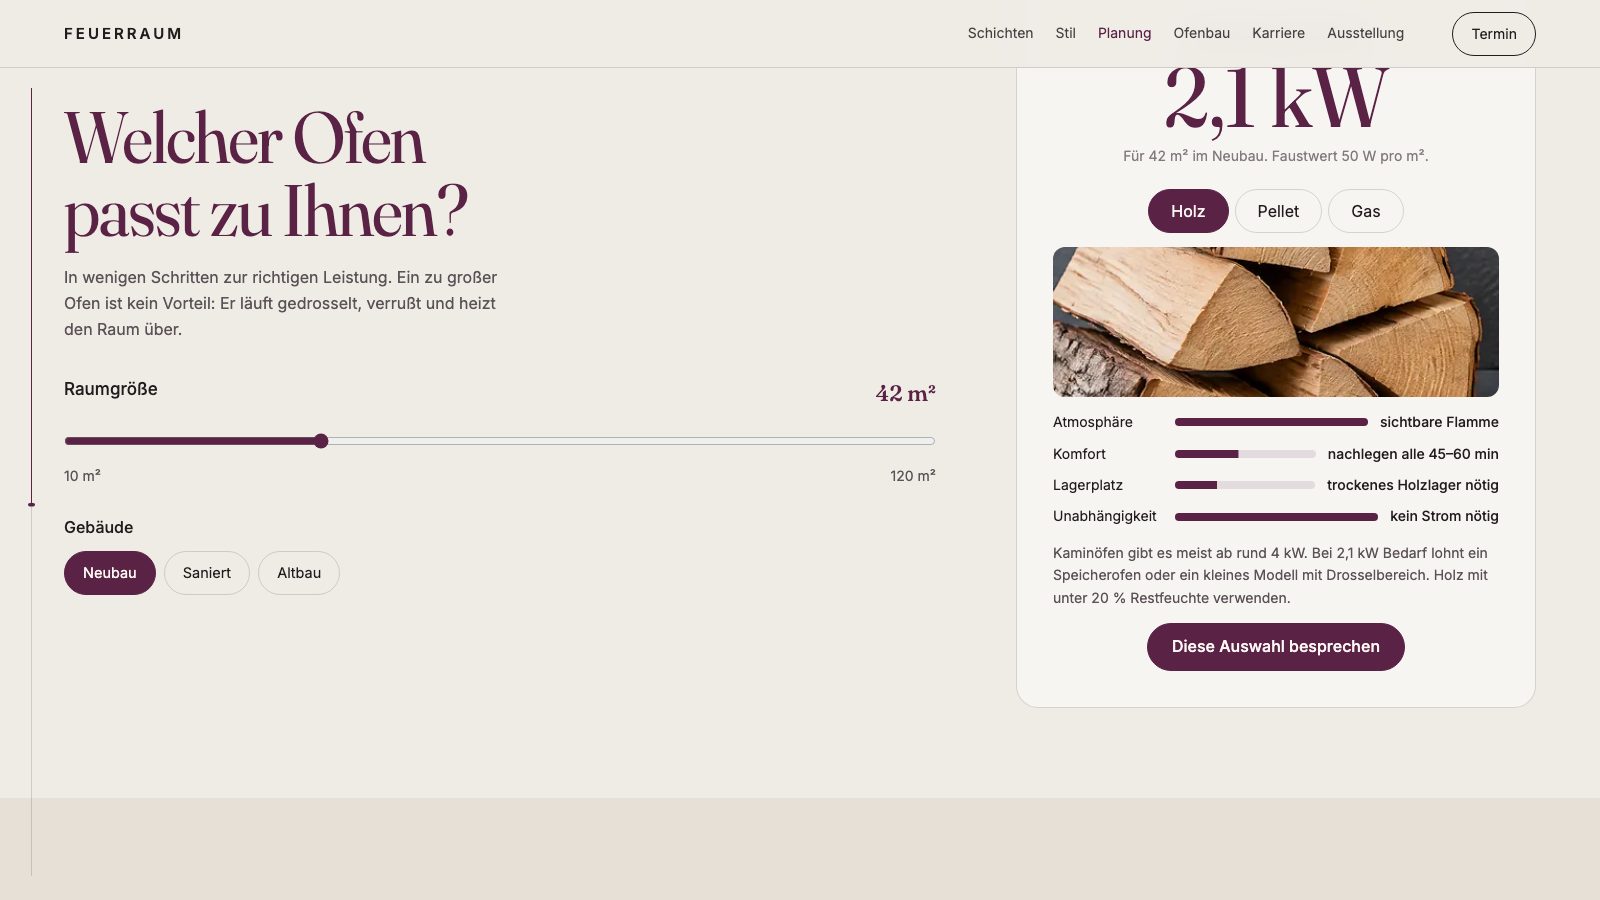 FEUERRAUM
Schichten Stil Planung Ofenbau Karriere Ausstellung Termin
Welcher Ofen
passt zu Ihnen?
In wenigen Schritten zur richtigen Leistung. Ein zu großer
Ofen ist kein Vorteil: Er läuft gedrosselt, verrußt und heizt
den Raum über.
Raumgröße 42 m²
10 m² 120 m²
Gebäude
Neubau Saniert Altbau
2,1 kW
Für 42 m² im Neubau. Faustwert 50 W pro m².
Holz Pellet Gas
Atmosphäre sichtbare Flamme
Komfort nachlegen alle 45–60 min
Lagerplatz trockenes Holzlager nötig
Unabhängigkeit kein Strom nötig
Kaminöfen gibt es meist ab rund 4 kW. Bei 2,1 kW Bedarf lohnt ein
Speicherofen oder ein kleines Modell mit Drosselbereich. Holz mit
unter 20 % Restfeuchte verwenden.
Diese Auswahl besprechen